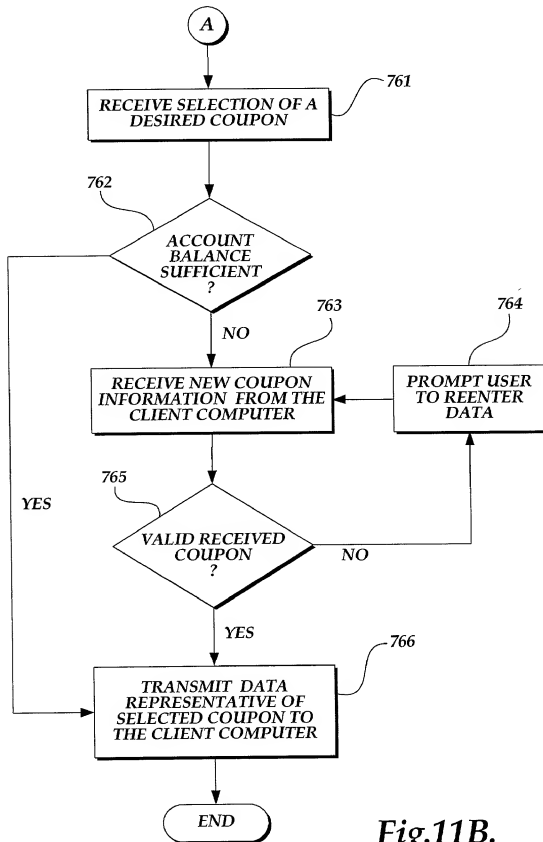 A
RECEIVE SELECTION OF A
DESIRED COUPON
761
762
ACCOUNT
BALANCE
SUFFICIENT
?
NO
YES
763
RECEIVE NEW COUPON
INFORMATION FROM THE
CLIENT COMPUTER
764
PROMPT USER
TO REENTER
DATA
765
VALID RECEIVED
COUPON
?
NO
YES
766
TRANSMIT DATA
REPRESENTATIVE OF
SELECTED COUPON TO
THE CLIENT COMPUTER
END
Fig.11B.